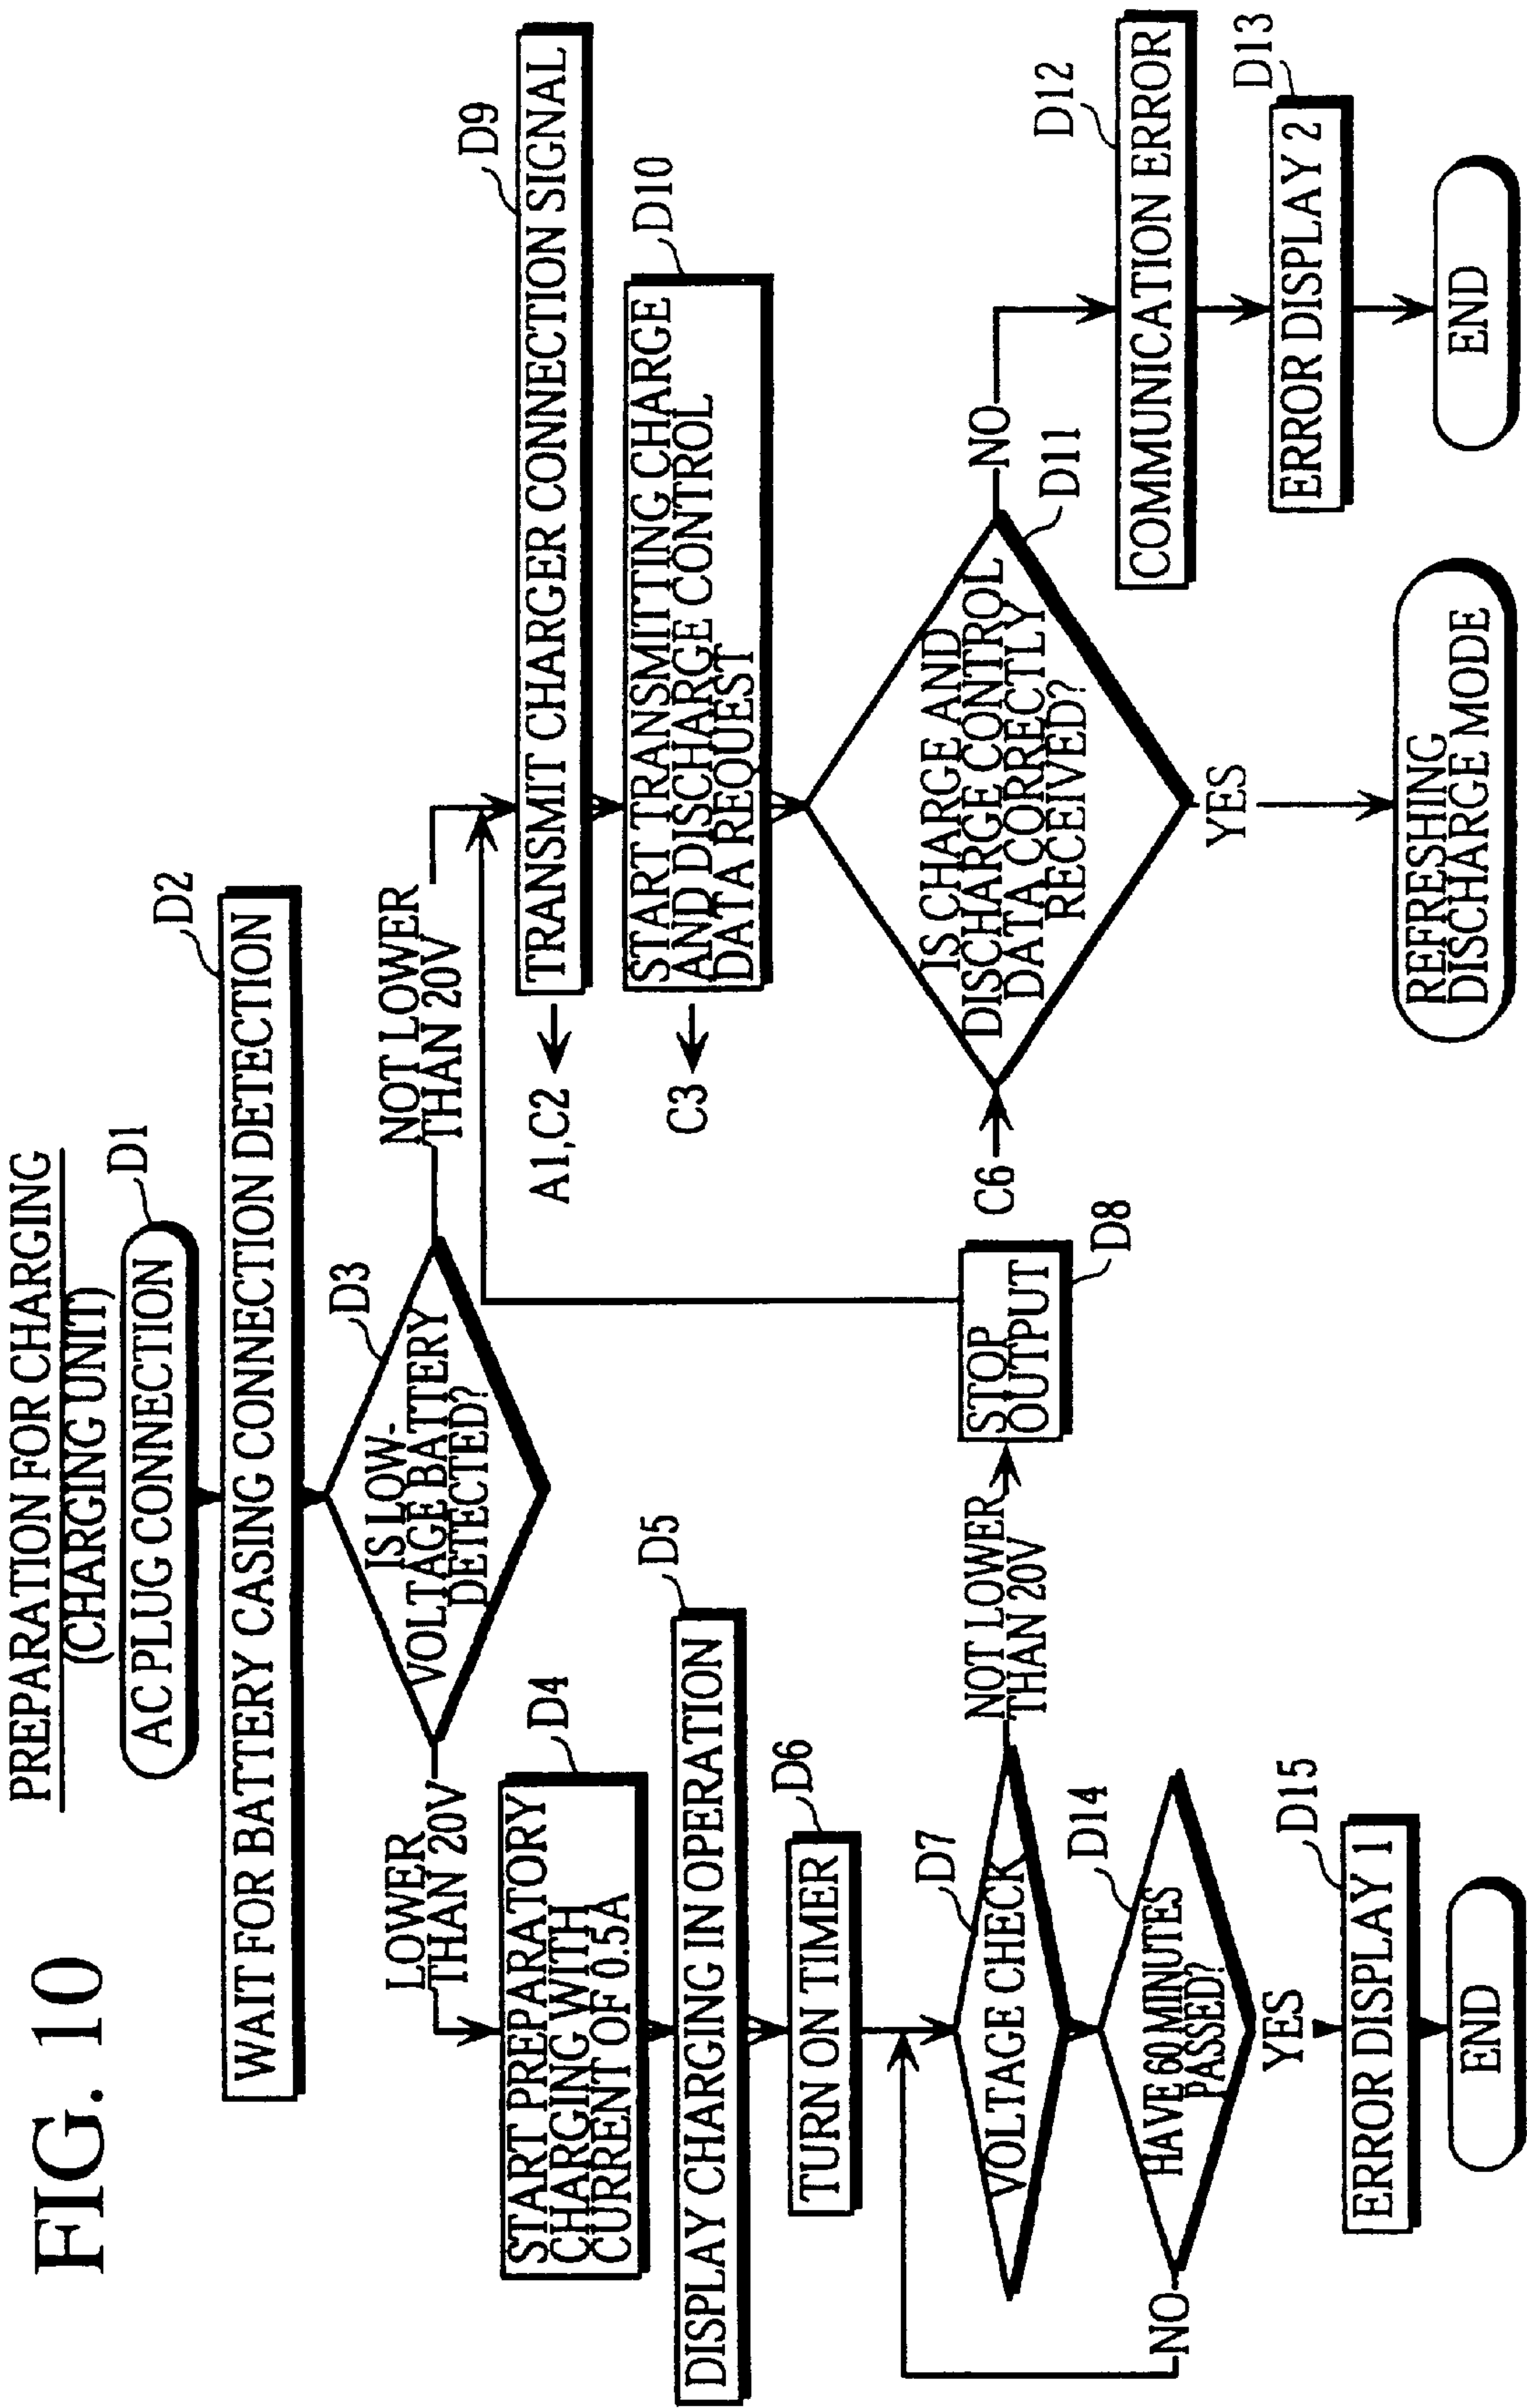 FIG. 10
PREPARATION FOR CHARGING
(CHARGING UNIT)
AC PLUG CONNECTION
D1
WAIT FOR BATTERY CASING CONNECTION DETECTION
D2
IS LOW-
VOLTAGE BATTERY
DETECTED?
D3
LOWER
THAN 20V
NOT LOWER
THAN 20V
START PREPARATORY
CHARGING WITH
CURRENT OF 0.5A
D4
DISPLAY CHARGING IN OPERATION
D5
TURN ON TIMER
D6
VOLTAGE CHECK
D7
NOT LOWER
THAN 20V
STOP
OUTPUT
D8
HAVE 60 MINUTES
PASSED?
D14
NO
YES
ERROR DISPLAY 1
D15
END
TRANSMIT CHARGER CONNECTION SIGNAL
D9
A1,C2
START TRANSMITTING CHARGE
AND DISCHARGE CONTROL
DATA REQUEST
D10
C3
IS CHARGE AND
DISCHARGE CONTROL
DATA CORRECTLY
RECEIVED?
D11
C6
NO
YES
COMMUNICATION ERROR
D12
ERROR DISPLAY 2
D13
END
REFRESHING
DISCHARGE MODE